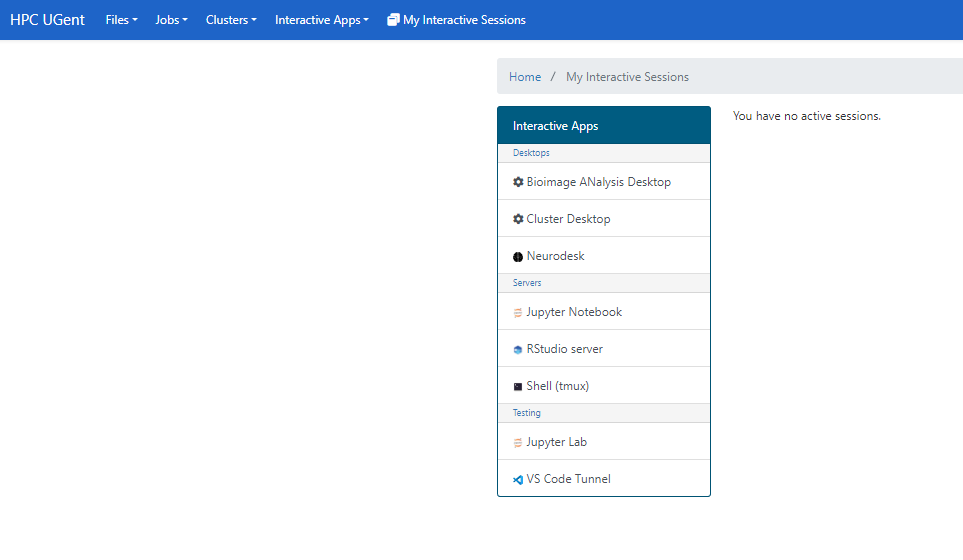 HPC UGent Files Jobs Clusters Interactive Apps My Interactive Sessions
Home / My Interactive Sessions
Interactive Apps
You have no active sessions.
Desktops
Bioimage ANalysis Desktop
Cluster Desktop
Neurodesk
Servers
Jupyter Notebook
RStudio server
Shell (tmux)
Testing
Jupyter Lab
VS Code Tunnel